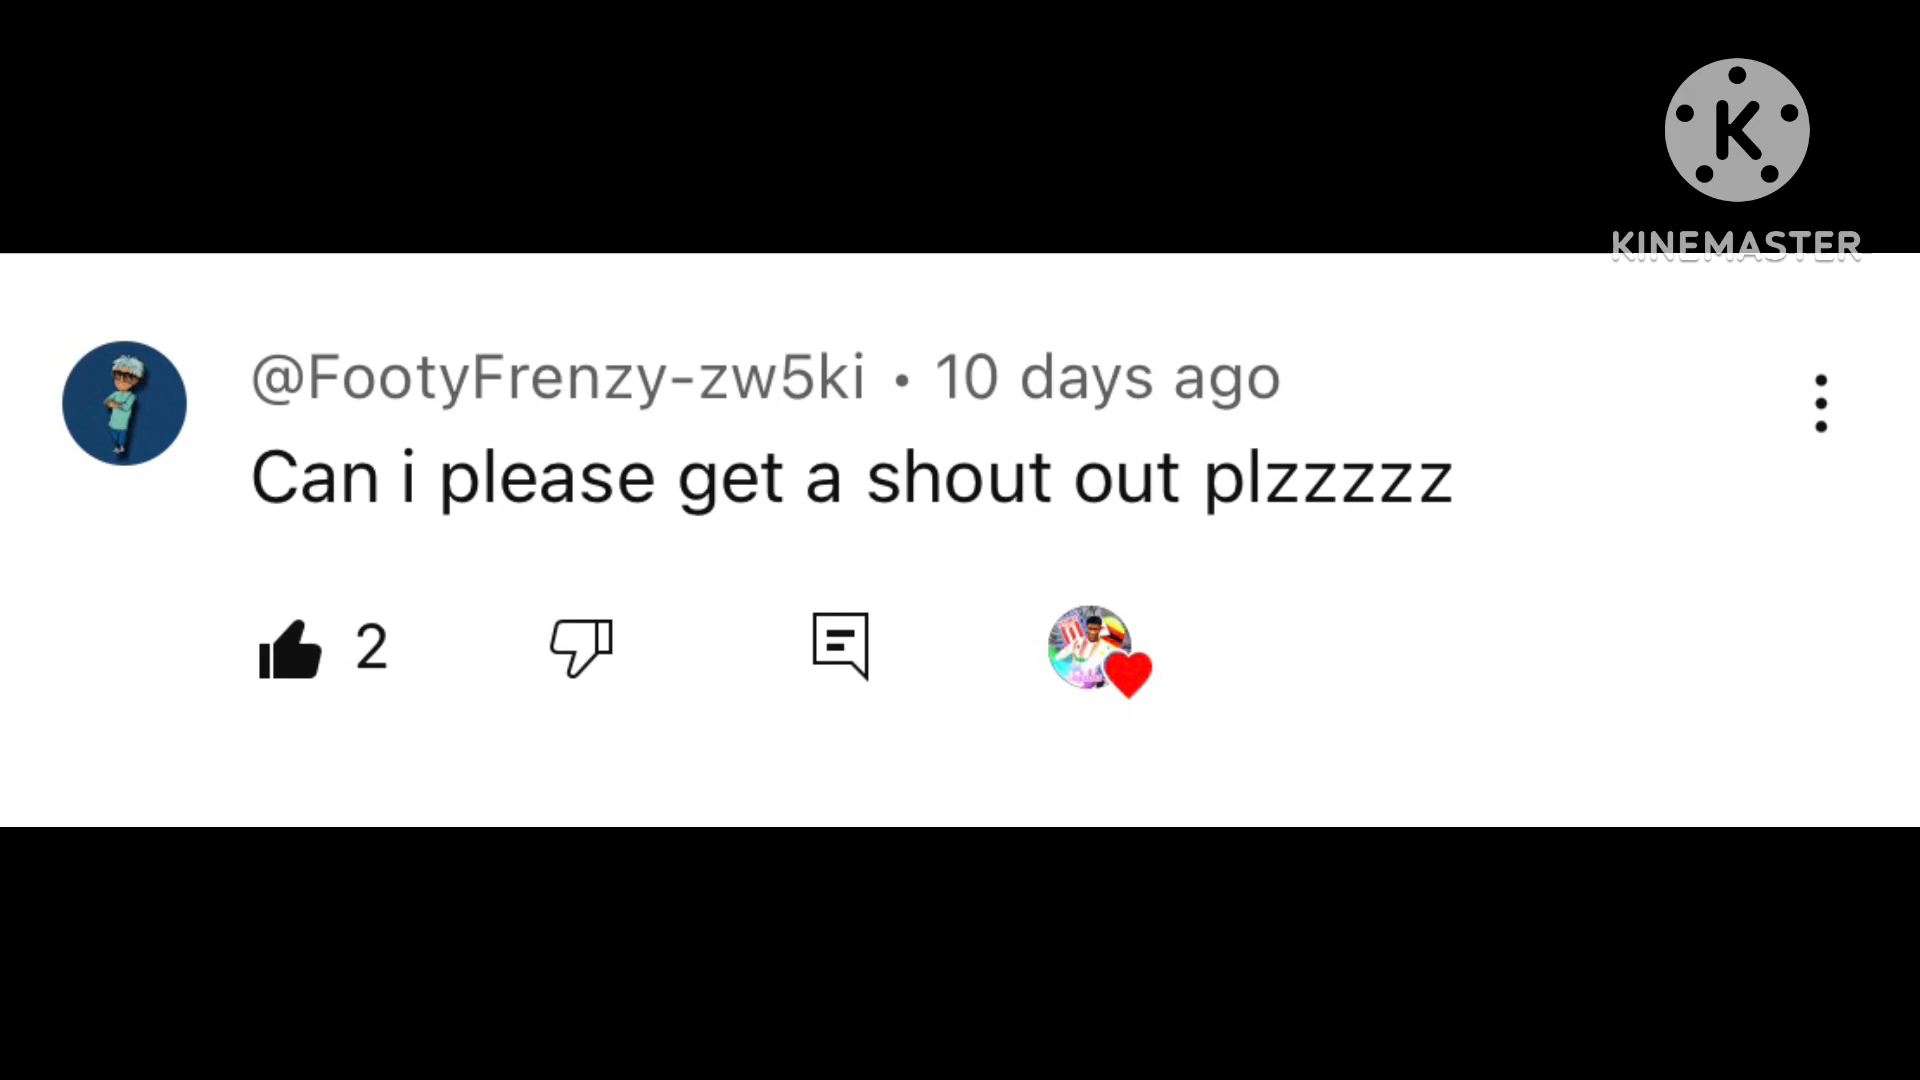 K
KINEMASTER
@FootyFrenzy-zw5ki • 10 days ago
Can i please get a shout out plzzzzz
2